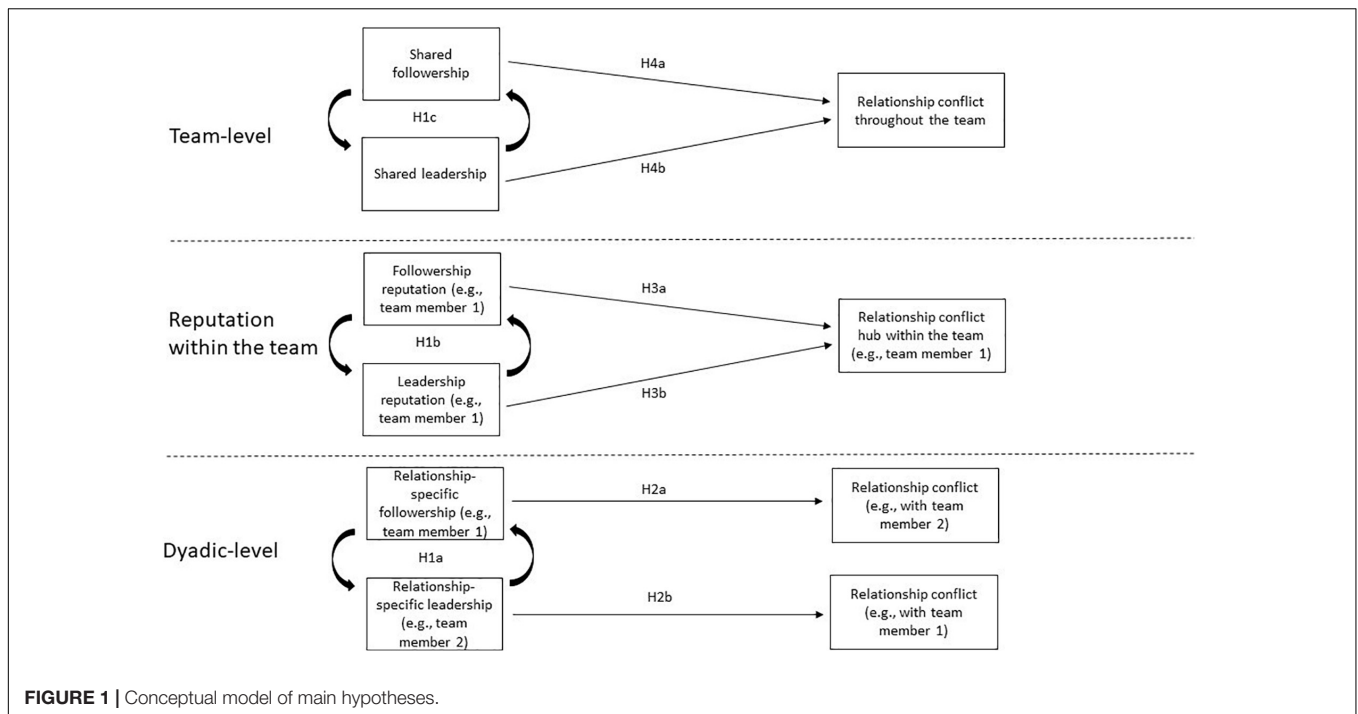 Shared
followership
H4a
Relationship conflict
throughout the team
H1c
Team-level
Shared leadership
H4b
Followership
reputation (e.g.,
team member 1)
H3a
Relationship conflict
hub within the team
(e.g., team member 1)
Reputation
within the team
H1b
Leadership
reputation (e.g.,
team member 1)
H3b
Relationship-
specific
followership (e.g.,
team member 1)
H2a
Relationship conflict
(e.g., with team
member 2)
Dyadic-level
H1a
Relationship-
specific leadership
(e.g., team
member 2)
H2b
Relationship conflict
(e.g., with team
member 1)
FIGURE 1 | Conceptual model of main hypotheses.